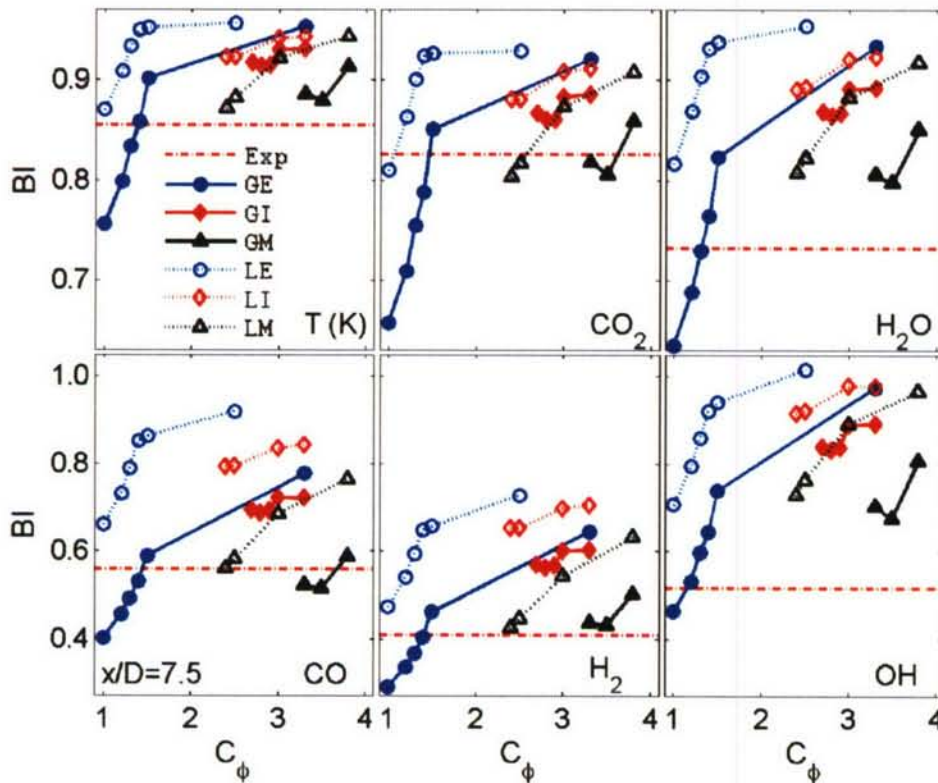 BI
0.9
0.8
0.7
Exp
GE
GI
GM
LE
LI
LM
T (K)
CO2
H2O
BI
1.0
0.8
0.6
0.4
x/D=7.5
CO
H2
OH
1 2 3 4
1 2 3 4
1 2 3 4
Cϕ
Cϕ
Cϕ